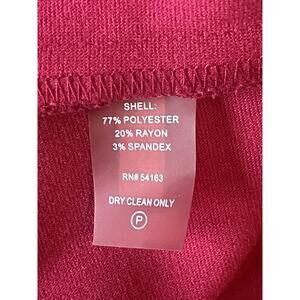 SHELL:
77% POLYESTER
20% RAYON
3% SPANDEX
RN# 54163
DRY CLEAN ONLY
P